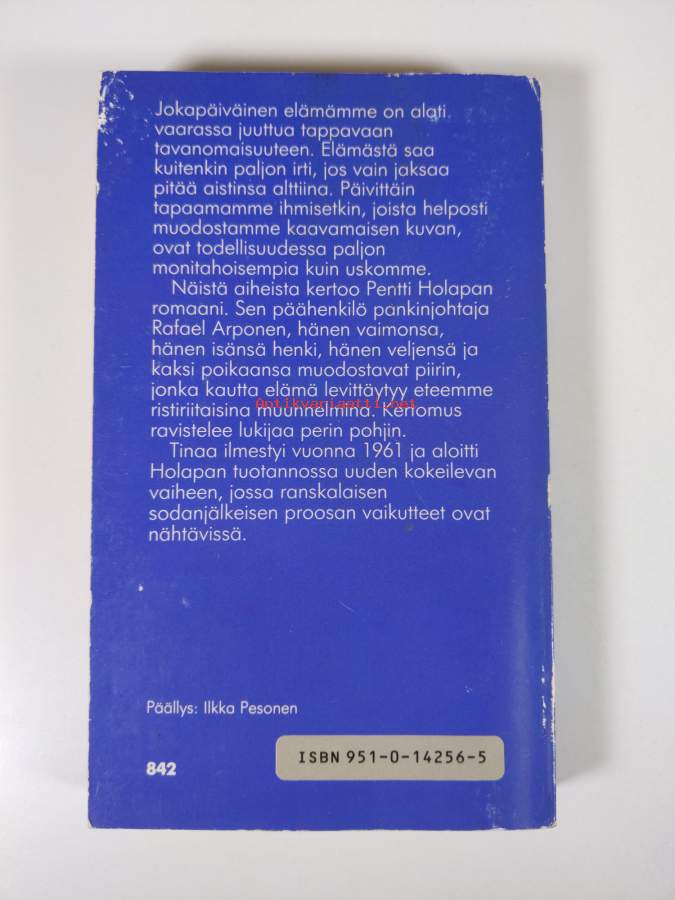 Jokapäiväinen elämämme on alati
vaarassa juuttua tappavaan
tavanomaisuuteen. Elämästä saa
kuitenkin paljon irti, jos vain jaksaa
pitää aistinsa alttiina. Päivittäin
tapaamamme ihmisetkin, joista helposti
muodostamme kaavamaisen kuvan,
ovat todellisuudessa paljon
monitahoisempia kuin uskomme.
Näistä aiheista kertoo Pentti Holapan
romaani. Sen päähenkilö pankinjohtaja
Rafael Arponen, hänen vaimonsa,
hänen isänsä henki, hänen veljensä ja
kaksi poikaansa muodostavat piirin,
jonka kautta elämä levittäytyy eteemme
ristiriitaisina muunnelmina. Kertomus
Antikvariaatti.net
ravistelee lukijaa perin pohjin.
Tinaa ilmestyi vuonna 1961 ja aloitti
Holapan tuotannossa uuden kokeilevan
vaiheen, jossa ranskalaisen
sodanjälkeisen proosan vaikutteet ovat
nähtävissä.
Päällys: Ilkka Pesonen
842
ISBN 951-0-14256-5